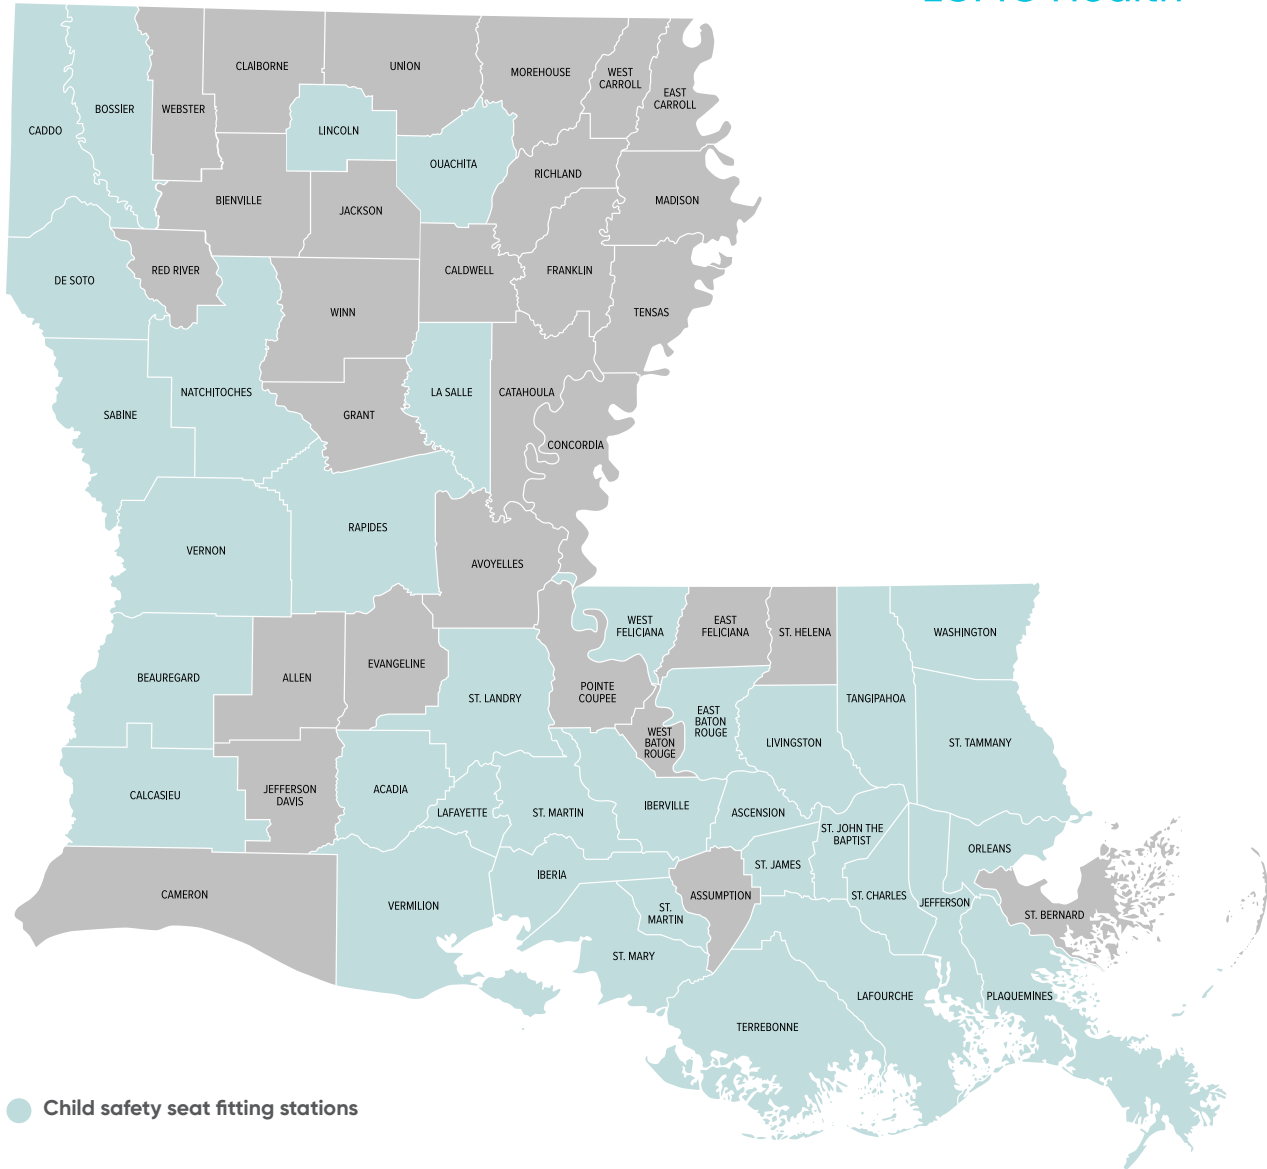 CLAIBORNE
UNION
MOREHOUSE
WEST
CARROLL
EAST
CARROLL
CADDO
BOSSIER
WEBSTER
LINCOLN
OUACHITA
RICHLAND
MADISON
BIENVILLE
JACKSON
DE SOTO
RED RIVER
CALDWELL
FRANKLIN
WINN
TENSAS
SABINE
NATCHITOCHES
GRANT
LA SALLE
CATAHOULA
CONCORDIA
VERNON
RAPIDES
AVOYELLES
WEST
FELICIANA
EAST
FELICIANA
ST. HELENA
WASHINGTON
BEAUREGARD
ALLEN
EVANGELINE
ST. LANDRY
POINTE
COUPEE
TANGIPAHOA
WEST
BATON
ROUGE
EAST
BATON
ROUGE
LIVINGSTON
ST. TAMMANY
CALCASIEU
JEFFERSON
DAVIS
ACADIA
LAFAYETTE
ST. MARTIN
IBERVILLE
ASCENSION
ST. JOHN THE
BAPTIST
ORLEANS
CAMERON
VERMILION
IBERIA
ST.
MARTIN
ASSUMPTION
ST. JAMES
ST. CHARLES
JEFFERSON
ST. BERNARD
ST. MARY
TERREBONNE
LAFOURCHE
PLAQUEMINES
Child safety seat fitting stations